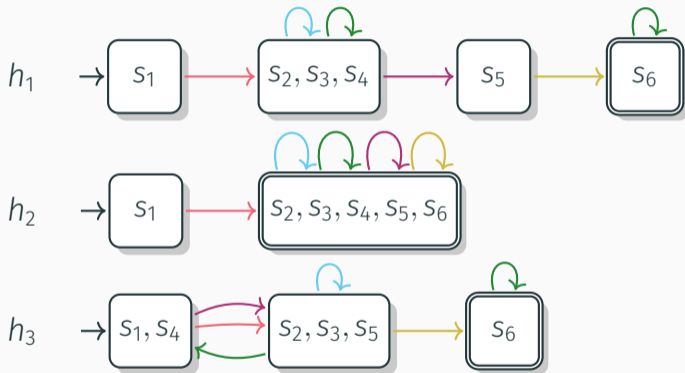 h₁ s₁ s₂, s₃, s₄ s₅ s₆
h₂ s₁ s₂, s₃, s₄, s₅, s₆
h₃ s₁, s₄ s₂, s₃, s₅ s₆